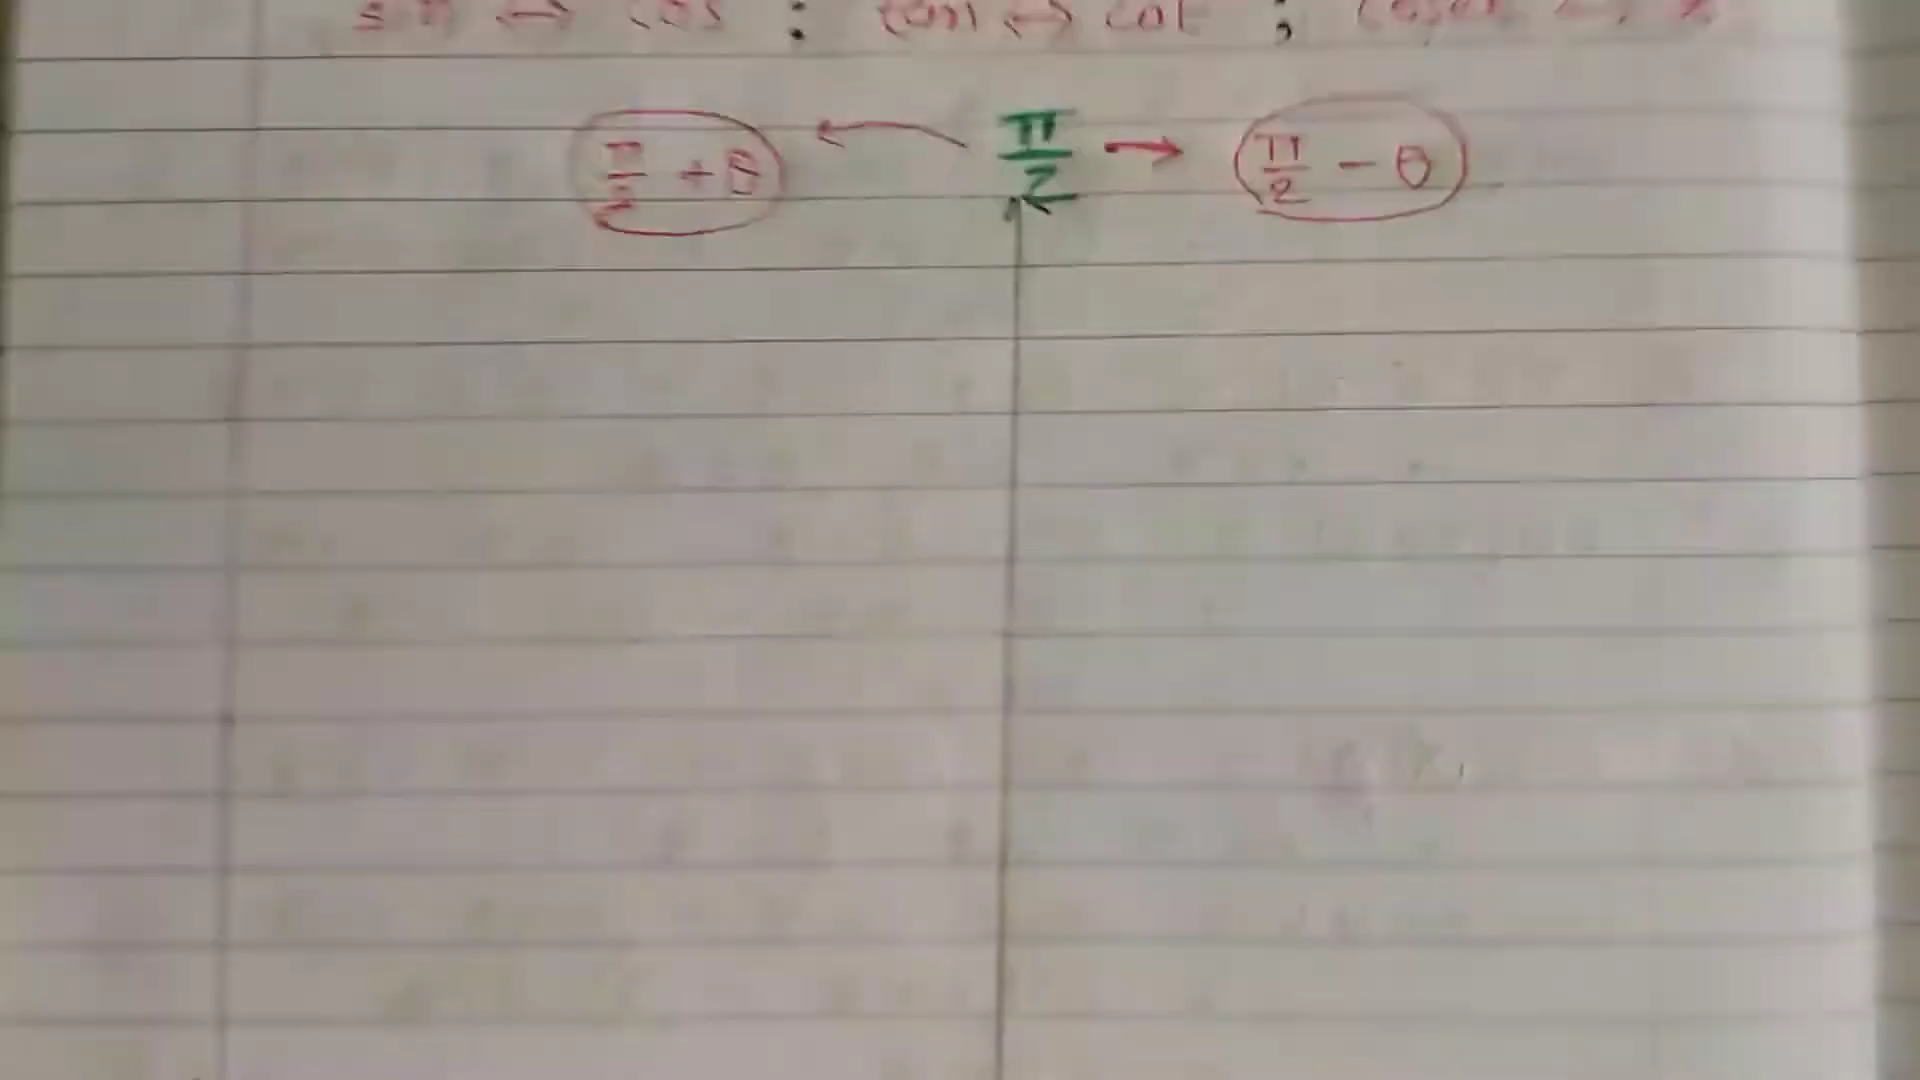 sin ↔ cos ; tan ↔ cot ; cosec ↔
π/2 + θ ← π/2 → π/2 - θ